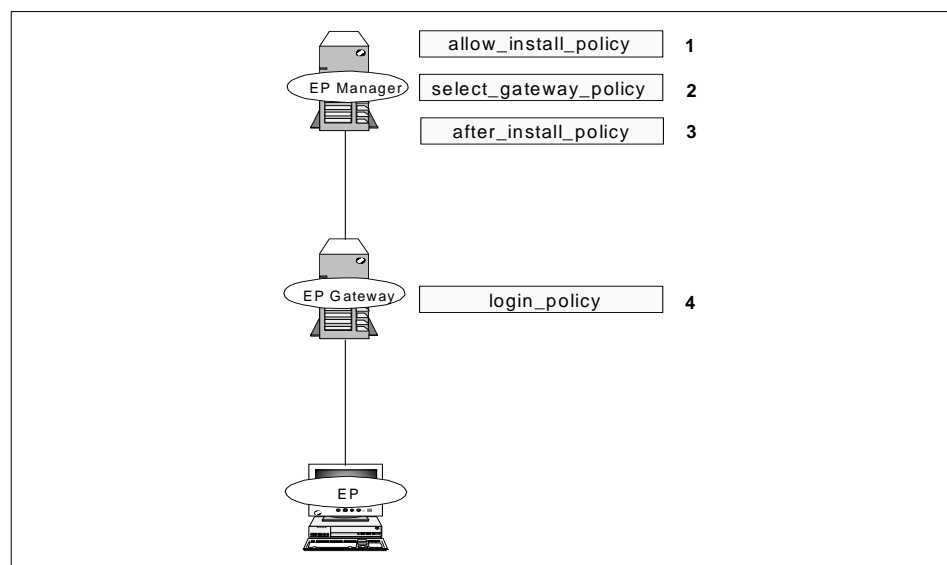 allow_install_policy 1
EP Manager select_gateway_policy 2
after_install_policy 3
EP Gateway login_policy 4
EP